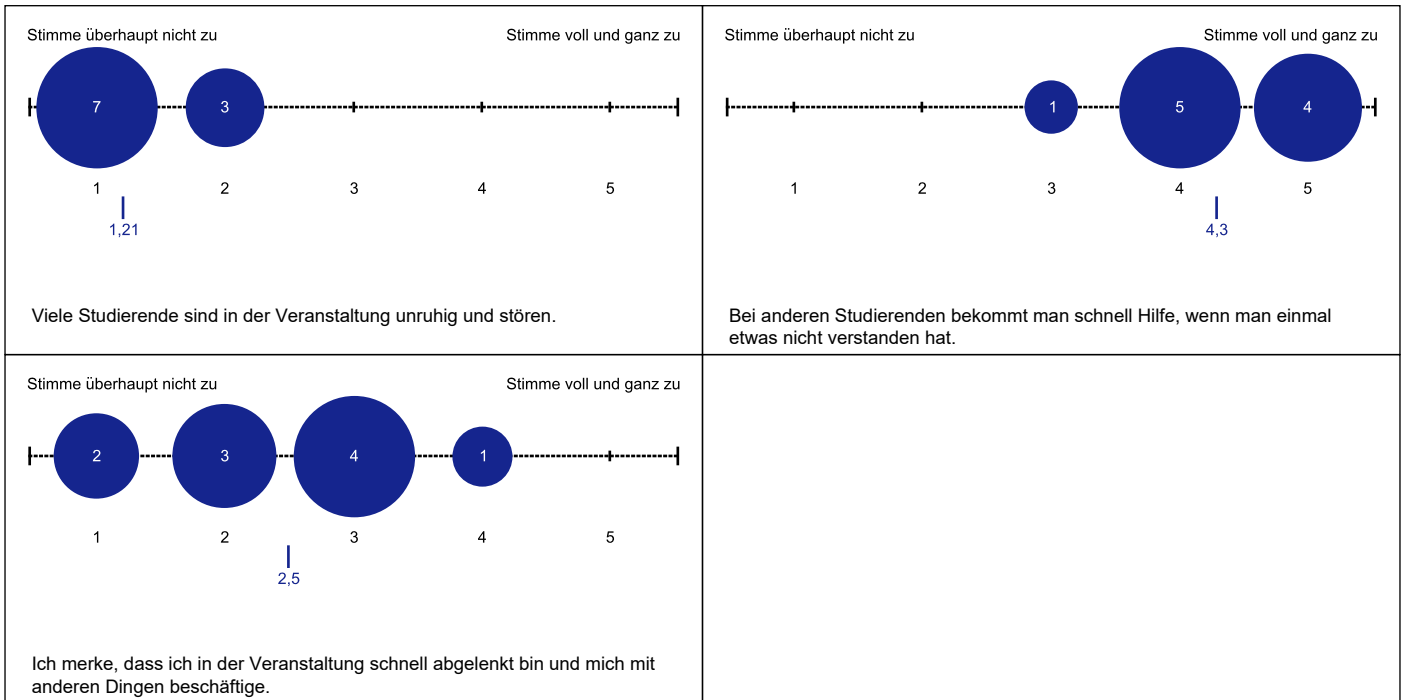 Stimme überhaupt nicht zu Stimme voll und ganz zu
7 3
1 2 3 4 5
1,21
Viele Studierende sind in der Veranstaltung unruhig und stören.
Stimme überhaupt nicht zu Stimme voll und ganz zu
1 5 4
1 2 3 4 5
4,3
Bei anderen Studierenden bekommt man schnell Hilfe, wenn man einmal
etwas nicht verstanden hat.
Stimme überhaupt nicht zu Stimme voll und ganz zu
2 3 4 1
1 2 3 4 5
2,5
Ich merke, dass ich in der Veranstaltung schnell abgelenkt bin und mich mit
anderen Dingen beschäftige.